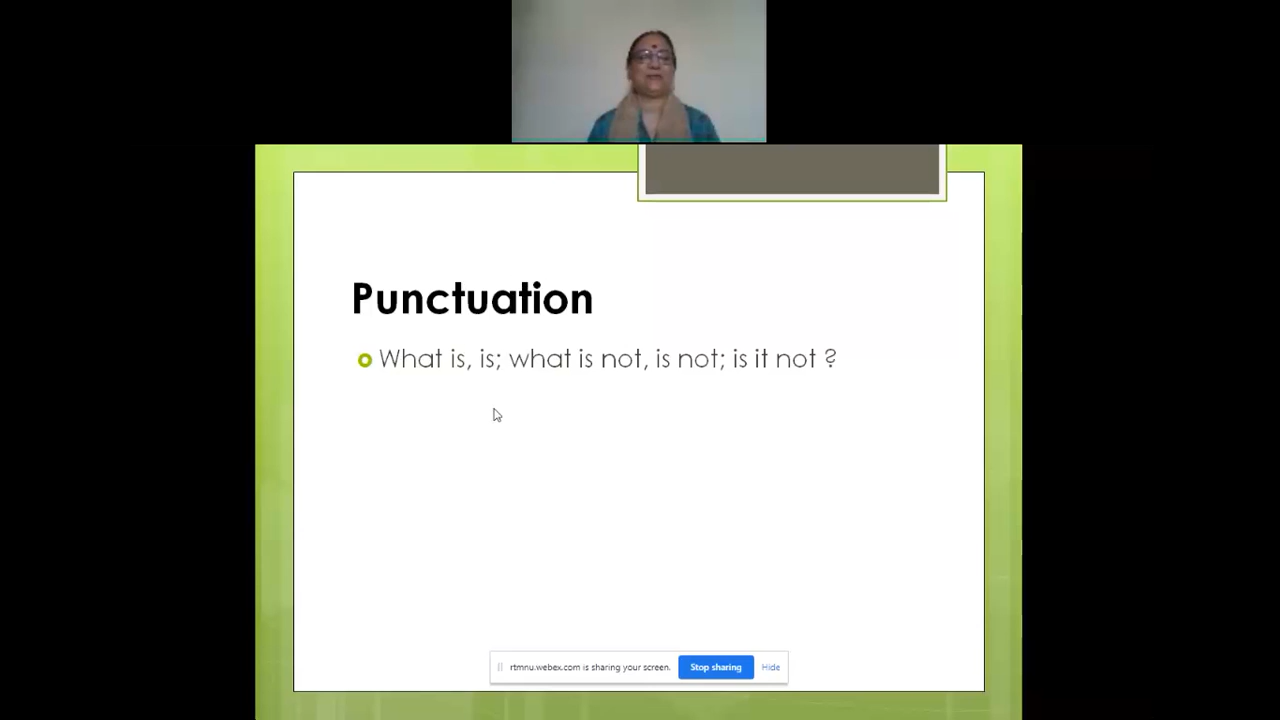 Punctuation
What is, is; what is not, is not; is it not ?
rtmnu.webex.com is sharing your screen. Stop sharing Hide